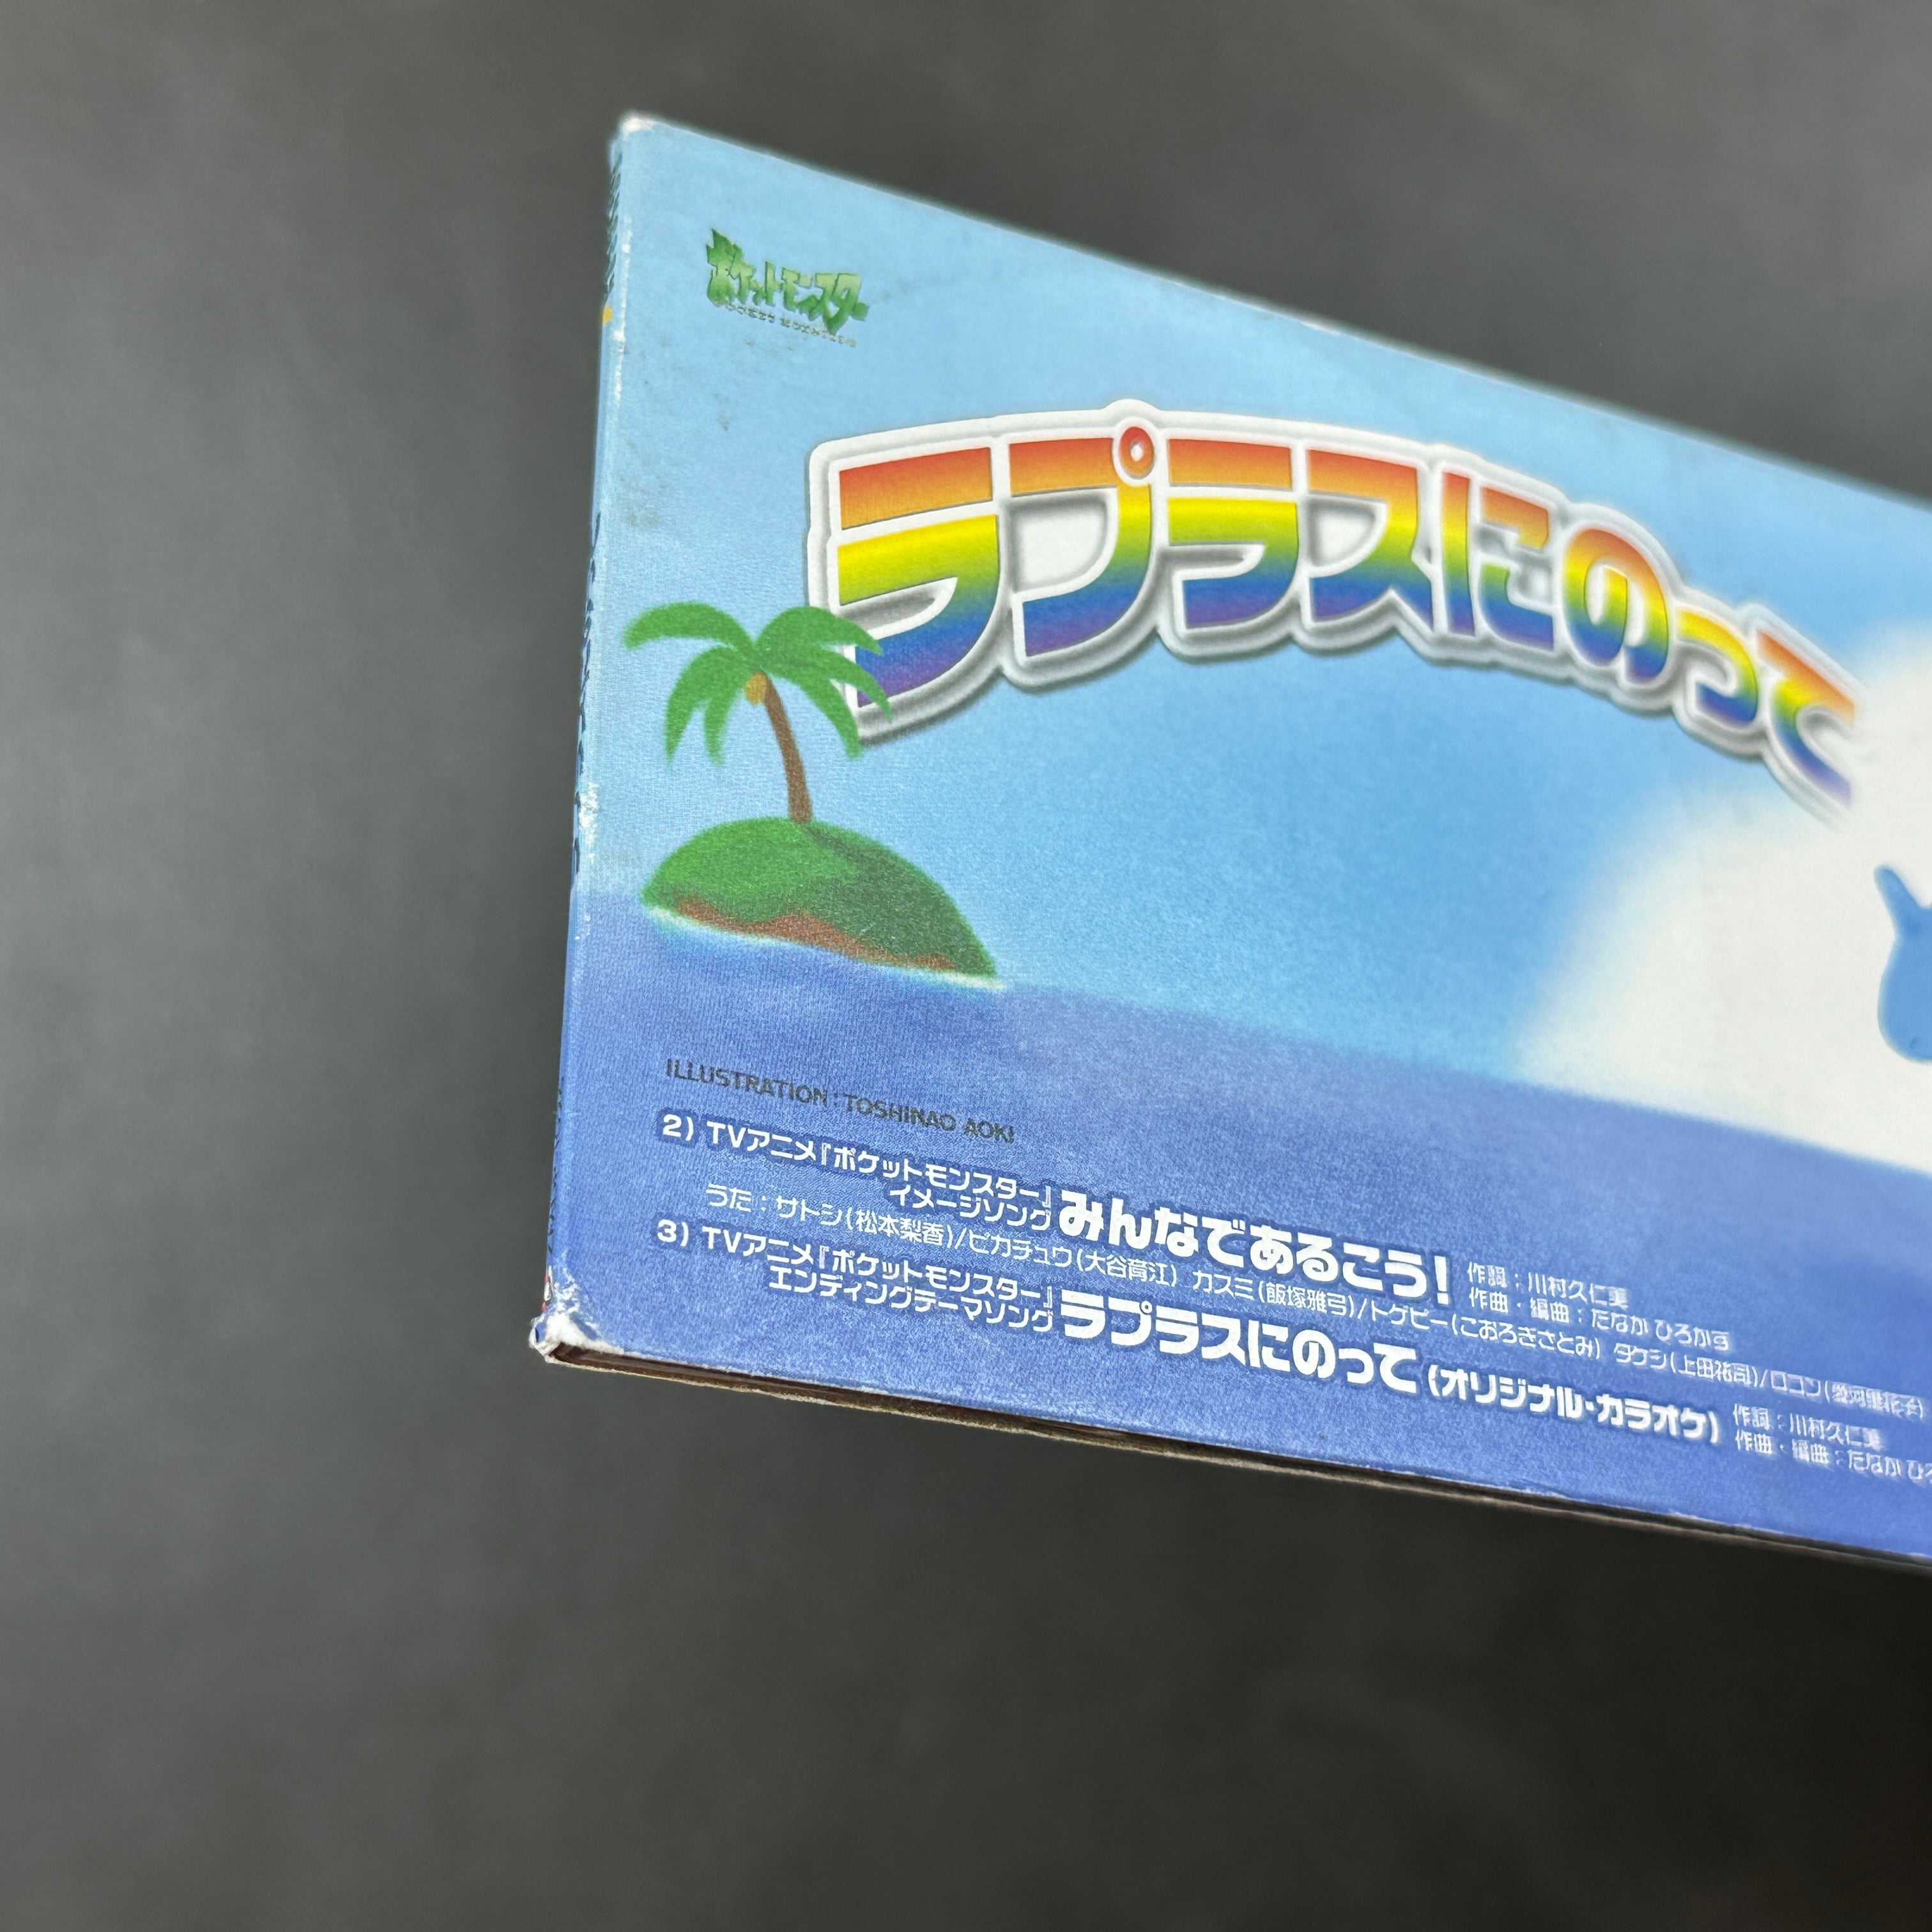 ポケットモンスター
ラプラスにのって
ILLUSTRATION : TOSHINAO AOKI
2) TVアニメ『ポケットモンスター』
イメージソング
みんなであるこう!
作詞 : 川村久仁美
作曲・編曲 : たなか ひろかず
うた : サトシ(松本梨香)/ピカチュウ(大谷育江) カスミ(飯塚雅弓)/トゲピー(こおろぎさとみ) タケシ(上田祐司)/ロコン(
3) TVアニメ『ポケットモンスター』
エンディングテーマソング
ラプラスにのって (オリジナル・カラオケ)
作詞 : 川村久仁美
作曲・編曲 : たなか ひろ